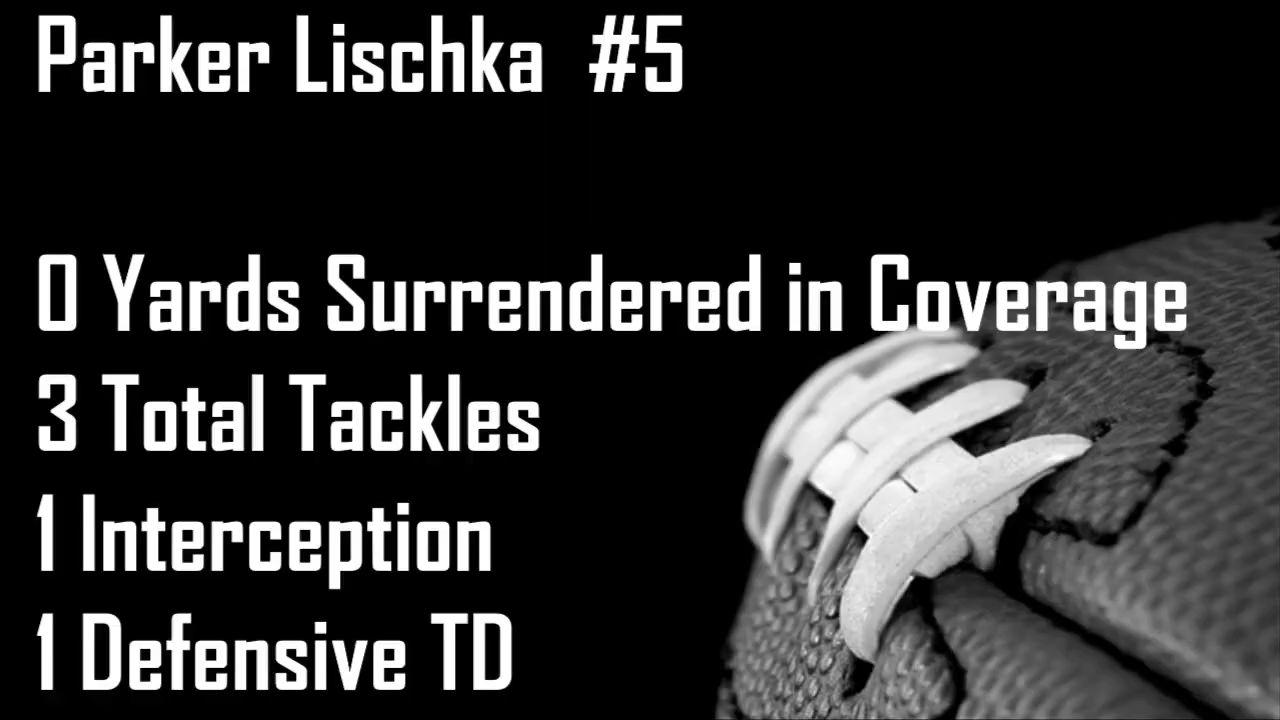 Parker Lischka #5
0 Yards Surrendered in Coverage
3 Total Tackles
1 Interception
1 Defensive TD